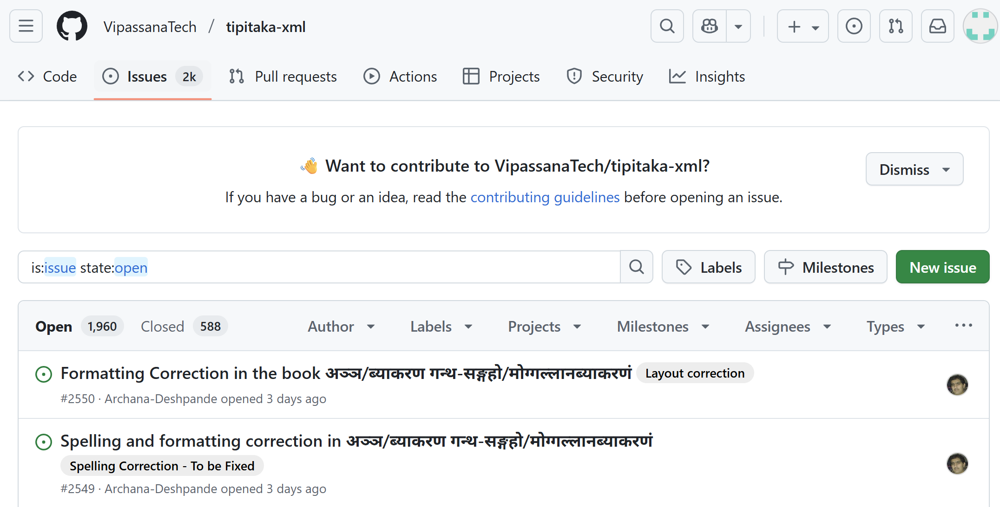 VipassanaTech / tipitaka-xml
Code Issues 2k Pull requests Actions Projects Security Insights
Want to contribute to VipassanaTech/tipitaka-xml?
Dismiss
If you have a bug or an idea, read the contributing guidelines before opening an issue.
is:issue state:open
Labels Milestones New issue
Open 1,960 Closed 588 Author Labels Projects Milestones Assignees Types
Formatting Correction in the book अञ्ञ/ब्याकरण गन्थ-सङ्गहो/मोग्गल्लानब्याकरणं Layout correction
#2550 · Archana-Deshpande opened 3 days ago
Spelling and formatting correction in अञ्ञ/ब्याकरण गन्थ-सङ्गहो/मोग्गल्लानब्याकरणं
Spelling Correction - To be Fixed
#2549 · Archana-Deshpande opened 3 days ago